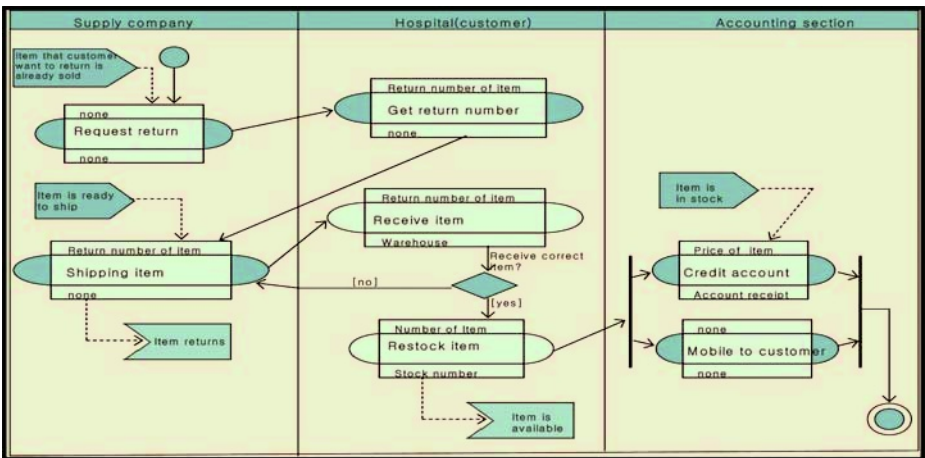 Supply company
Hospital(customer)
Accounting section
Item that customer
want to return is
already sold
none
Request return
none
Return number of item
Get return number
none
Item is ready
to ship
Return number of item
Shipping item
none
Item returns
Return number of item
Receive item
Warehouse
Receive correct
item?
[no]
[yes]
Number of Item
Restock item
Stock number
Item is
available
Item is
in stock
Price of item
Credit account
Account receipt
none
Mobile to customer
none